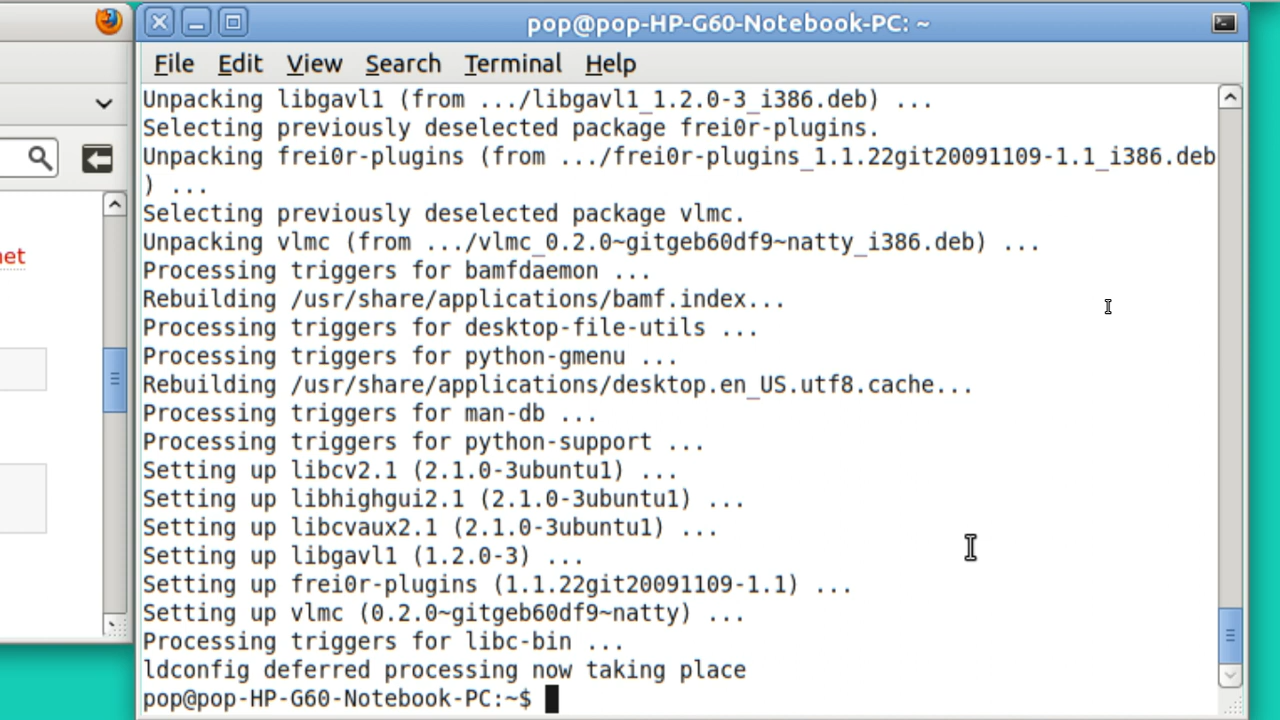 pop@pop-HP-G60-Notebook-PC: ~
File Edit View Search Terminal Help
Unpacking libgavl1 (from .../libgavl1_1.2.0-3_i386.deb) ...
Selecting previously deselected package frei0r-plugins.
Unpacking frei0r-plugins (from .../frei0r-plugins_1.1.22git20091109-1.1_i386.deb
) ...
Selecting previously deselected package vlmc.
Unpacking vlmc (from .../vlmc_0.2.0~gitgeb60df9~natty_i386.deb) ...
Processing triggers for bamfdaemon ...
Rebuilding /usr/share/applications/bamf.index...
Processing triggers for desktop-file-utils ...
Processing triggers for python-gmenu ...
Rebuilding /usr/share/applications/desktop.en_US.utf8.cache...
Processing triggers for man-db ...
Processing triggers for python-support ...
Setting up libcv2.1 (2.1.0-3ubuntu1) ...
Setting up libhighgui2.1 (2.1.0-3ubuntu1) ...
Setting up libcvaux2.1 (2.1.0-3ubuntu1) ...
Setting up libgavl1 (1.2.0-3) ...
Setting up frei0r-plugins (1.1.22git20091109-1.1) ...
Setting up vlmc (0.2.0~gitgeb60df9~natty) ...
Processing triggers for libc-bin ...
ldconfig deferred processing now taking place
pop@pop-HP-G60-Notebook-PC:~$